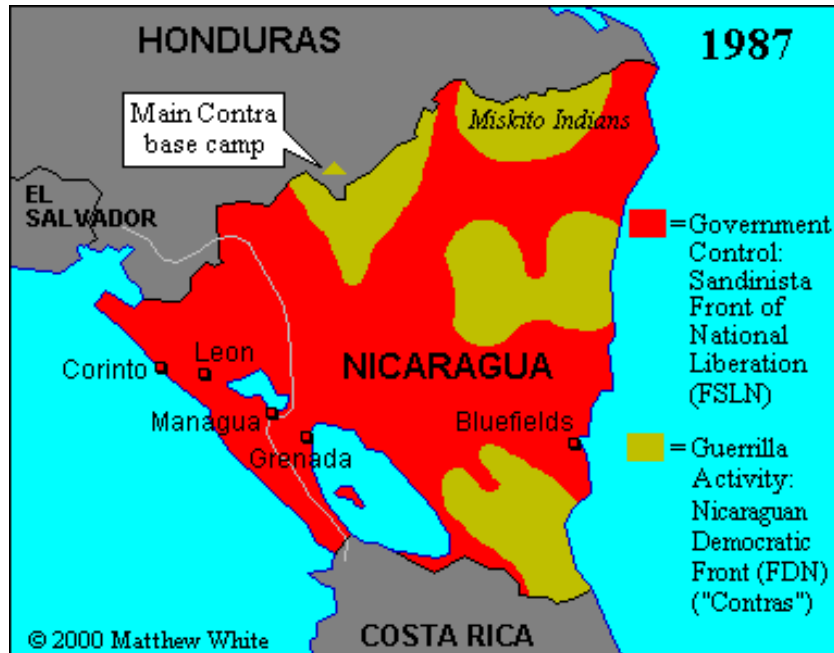 HONDURAS
1987
Main Contra
base camp
Miskito Indians
EL
SALVADOR
=Government
Control:
Sandinista
Front of
National
Liberation
(FSLN)
NICARAGUA
Corinto
Leon
Managua
Grenada
Bluefields
=Guerrilla
Activity:
Nicaraguan
Democratic
Front (FDN)
("Contras")
© 2000 Matthew White
COSTA RICA